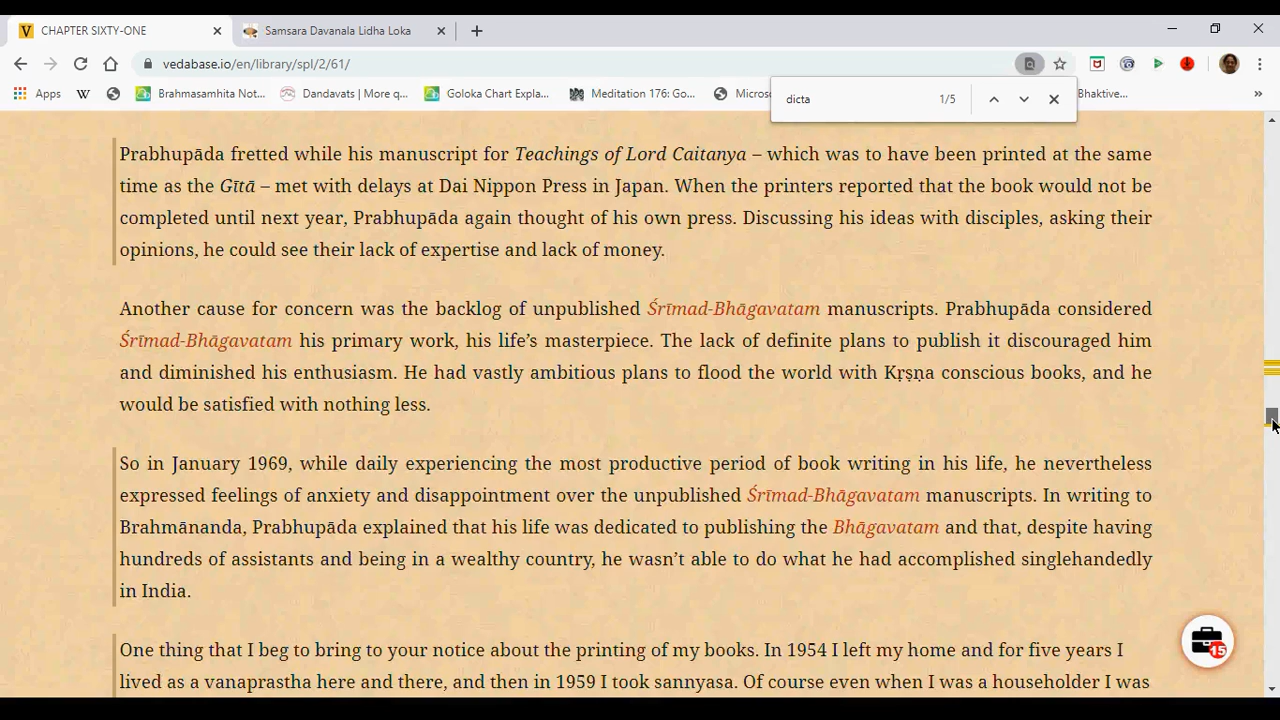 CHAPTER SIXTY-ONE
Samsara Davanala Lidha Loka
vedabase.io/en/library/spl/2/61/
Apps
Brahmasamhita Not...
Dandavats | More q...
Goloka Chart Expla...
Meditation 176: Go...
Microso
Bhaktive...
dicta 1/5
Prabhupāda fretted while his manuscript for Teachings of Lord Caitanya – which was to have been printed at the same
time as the Gītā – met with delays at Dai Nippon Press in Japan. When the printers reported that the book would not be
completed until next year, Prabhupāda again thought of his own press. Discussing his ideas with disciples, asking their
opinions, he could see their lack of expertise and lack of money.
Another cause for concern was the backlog of unpublished Śrīmad-Bhāgavatam manuscripts. Prabhupāda considered
Śrīmad-Bhāgavatam his primary work, his life’s masterpiece. The lack of definite plans to publish it discouraged him
and diminished his enthusiasm. He had vastly ambitious plans to flood the world with Kṛṣṇa conscious books, and he
would be satisfied with nothing less.
So in January 1969, while daily experiencing the most productive period of book writing in his life, he nevertheless
expressed feelings of anxiety and disappointment over the unpublished Śrīmad-Bhāgavatam manuscripts. In writing to
Brahmānanda, Prabhupāda explained that his life was dedicated to publishing the Bhāgavatam and that, despite having
hundreds of assistants and being in a wealthy country, he wasn’t able to do what he had accomplished singlehandedly
in India.
One thing that I beg to bring to your notice about the printing of my books. In 1954 I left my home and for five years I
lived as a vanaprastha here and there, and then in 1959 I took sannyasa. Of course even when I was a householder I was
15